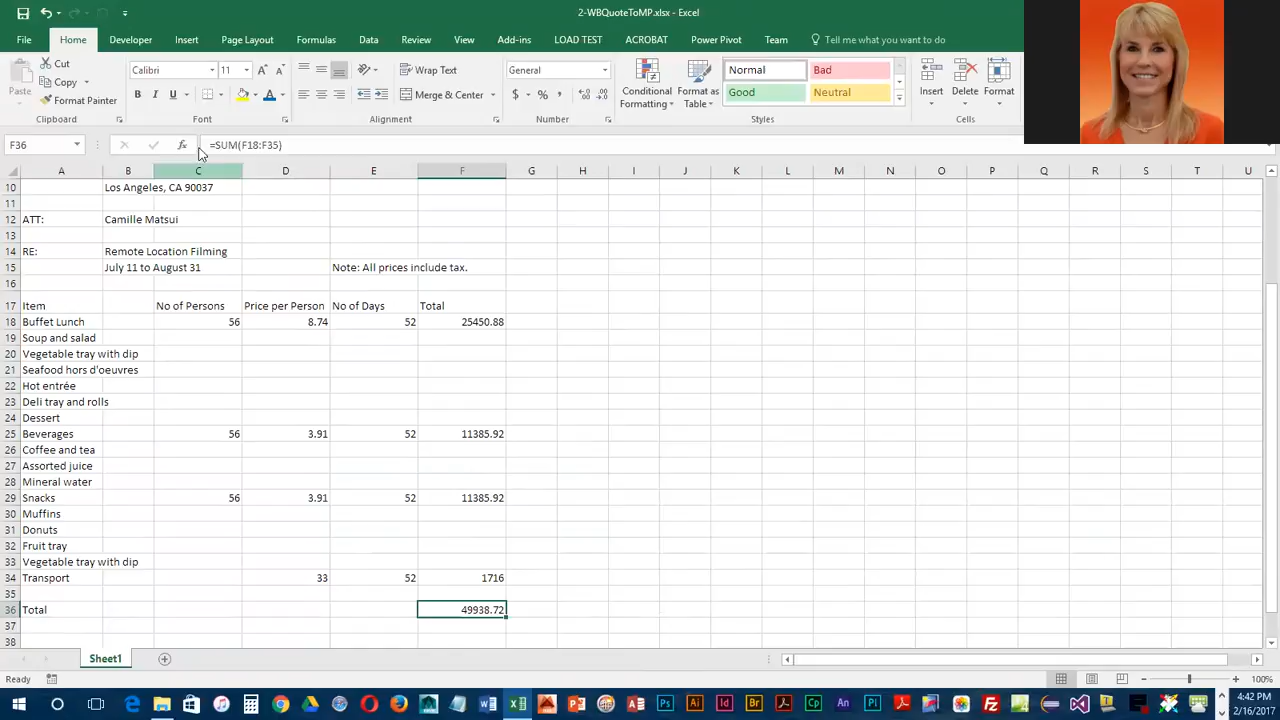 2-WBQuoteToMP.xlsx - Excel
File Home Developer Insert Page Layout Formulas Data Review View Add-ins LOAD TEST ACROBAT Power Pivot Team Tell me what you want to do
Cut
Copy
Format Painter
Paste
Calibri 11
B I U
Wrap Text
Merge & Center
General
$ % ,
Conditional Formatting
Format as Table
Normal Bad
Good Neutral
Insert Delete Format
Clipboard Font Alignment Number Styles Cells
F36 fx =SUM(F18:F35)
A B C D E F G H I J K L M N O P Q R S T U
10 Los Angeles, CA 90037
11
12 ATT: Camille Matsui
13
14 RE: Remote Location Filming
15 July 11 to August 31 Note: All prices include tax.
16
17 Item No of Persons Price per Person No of Days Total
18 Buffet Lunch 56 8.74 52 25450.88
19 Soup and salad
20 Vegetable tray with dip
21 Seafood hors d'oeuvres
22 Hot entrée
23 Deli tray and rolls
24 Dessert
25 Beverages 56 3.91 52 11385.92
26 Coffee and tea
27 Assorted juice
28 Mineral water
29 Snacks 56 3.91 52 11385.92
30 Muffins
31 Donuts
32 Fruit tray
33 Vegetable tray with dip
34 Transport 33 52 1716
35
36 Total 49938.72
37
38
Sheet1
Ready 100%
Ps Ai Id Br Cp An Pl
4:42 PM
2/16/2017